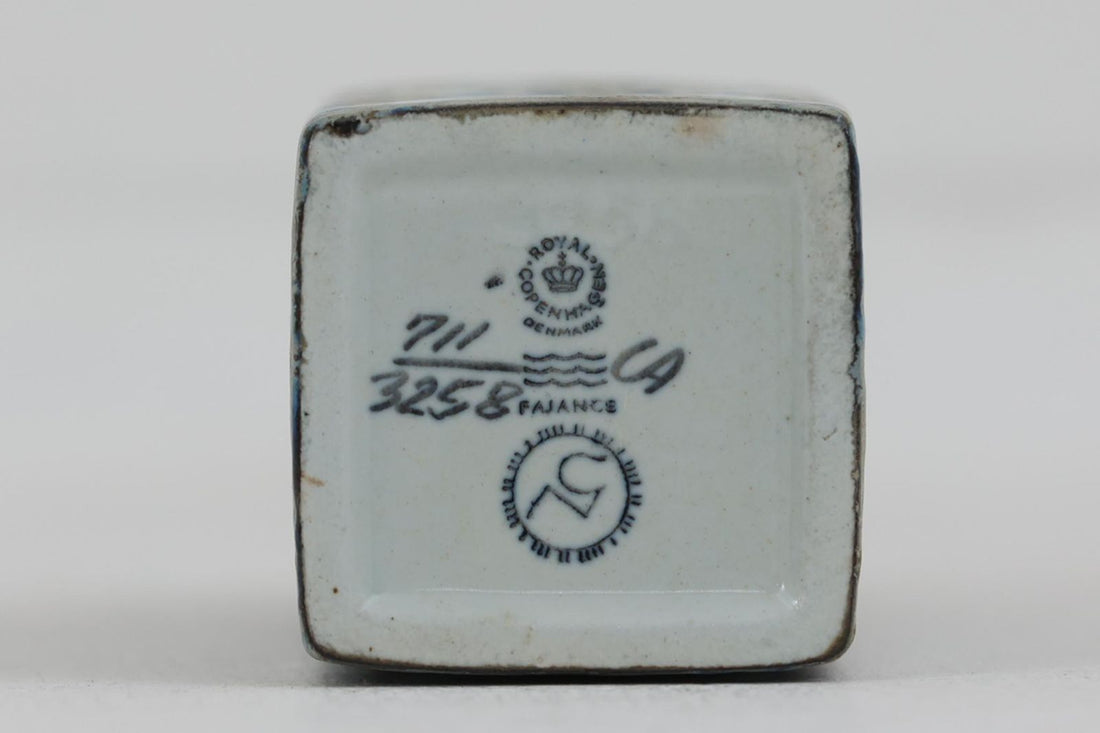 ROYAL
COPENHAGEN
DENMARK
711
3258
CA
FAJANCE